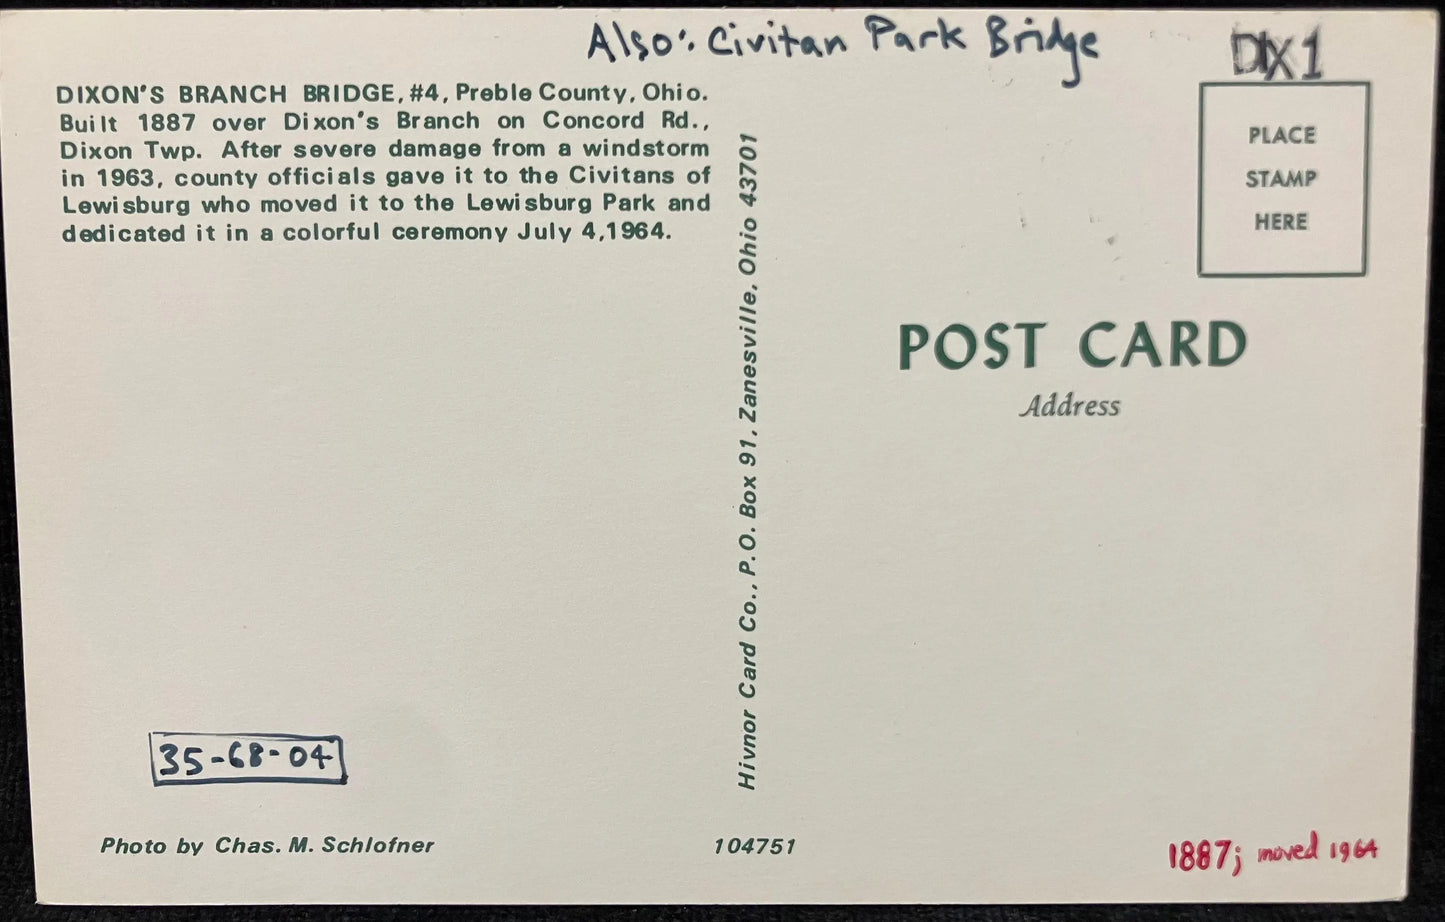 Also: Civitan Park Bridge
DIX1
DIXON'S BRANCH BRIDGE, #4, Preble County, Ohio.
Built 1887 over Dixon's Branch on Concord Rd.,
Dixon Twp. After severe damage from a windstorm
in 1963, county officials gave it to the Civitans of
Lewisburg who moved it to the Lewisburg Park and
dedicated it in a colorful ceremony July 4,1964.
35-68-04
Photo by Chas. M. Schlofner
Hivnor Card Co., P.O. Box 91, Zanesville, Ohio 43701
104751
PLACE
STAMP
HERE
POST CARD
Address
1887; moved 1964